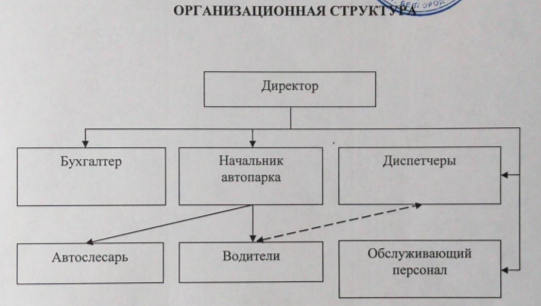 ОРГАНИЗАЦИОННАЯ СТРУКТУРА
Директор
Бухгалтер
Начальник
автопарка
Диспетчеры
Автослесарь
Водители
Обслуживающий
персонал